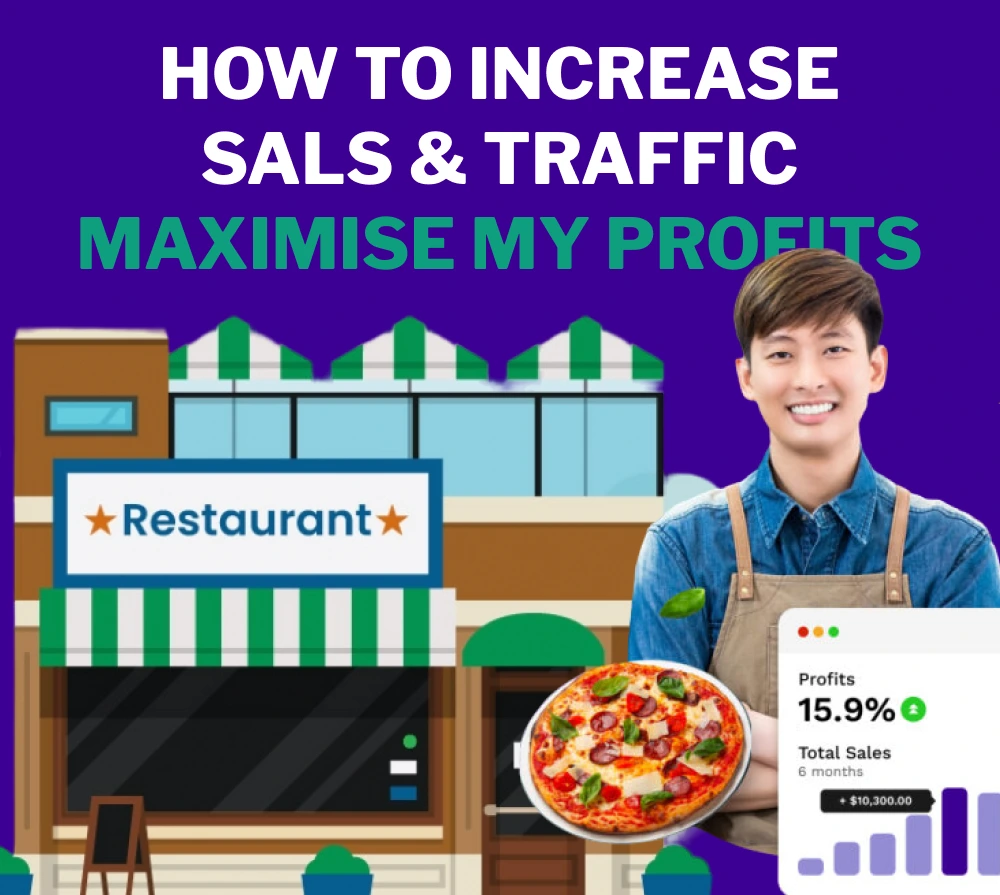 HOW TO INCREASE
SALS & TRAFFIC
MAXIMISE MY PROFITS
Restaurant
Profits
15.9%
Total Sales
6 months
+ $10,300.00